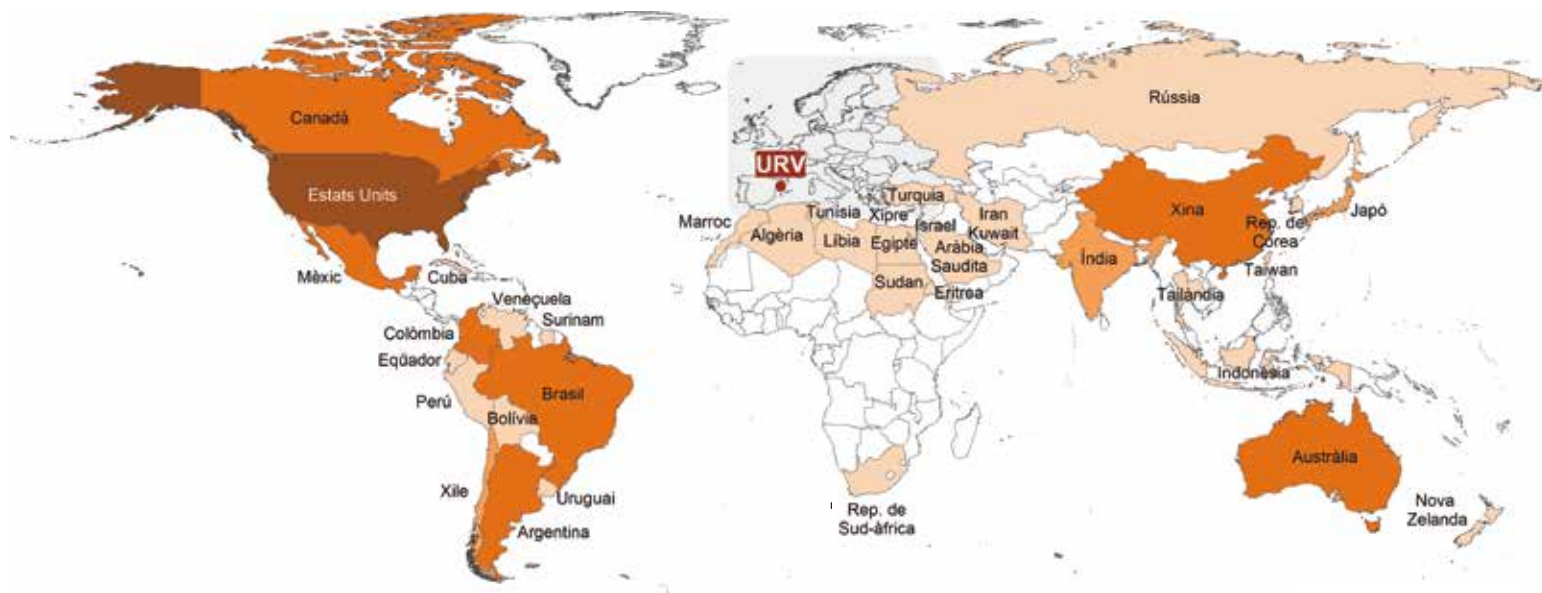 Rússia
Canadà
URV
Estats Units
Turquia
Marroc
Tunísia
Xipre
Israel
Iran
Kuwait
Xina
Rep. de
Corea
Japó
Algèria
Líbia
Egipte
Aràbia
Saudita
Índia
Taiwan
Mèxic
Cuba
Sudan
Eritrea
Tailàndia
Veneçuela
Surinam
Colòmbia
Eqüador
Indonèsia
Perú
Brasil
Bolívia
Austràlia
Xile
Uruguai
Argentina
Rep. de
Sud-àfrica
Nova
Zelanda